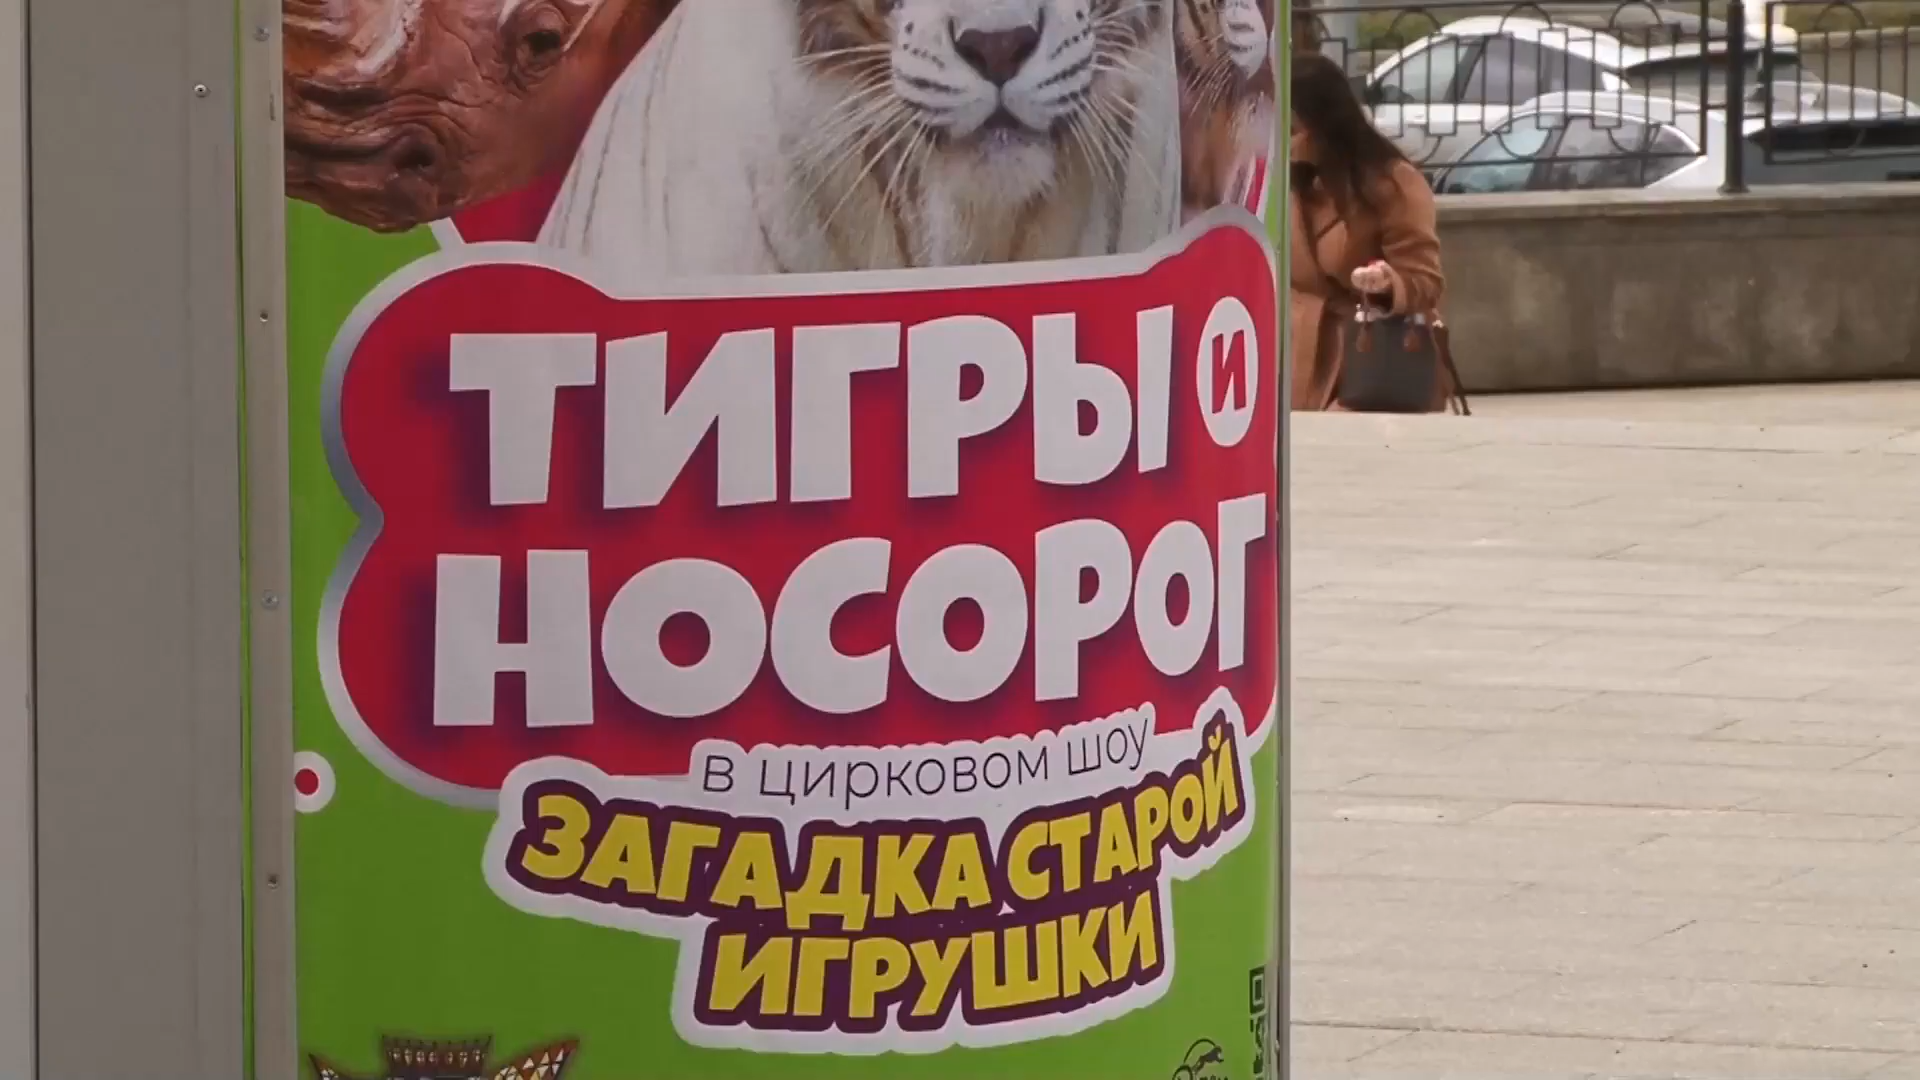 ТИГРЫ И
НОСОРОГ
В ЦИРКОВОМ ШОУ
ЗАГАДКА СТАРОЙ
ИГРУШКИ